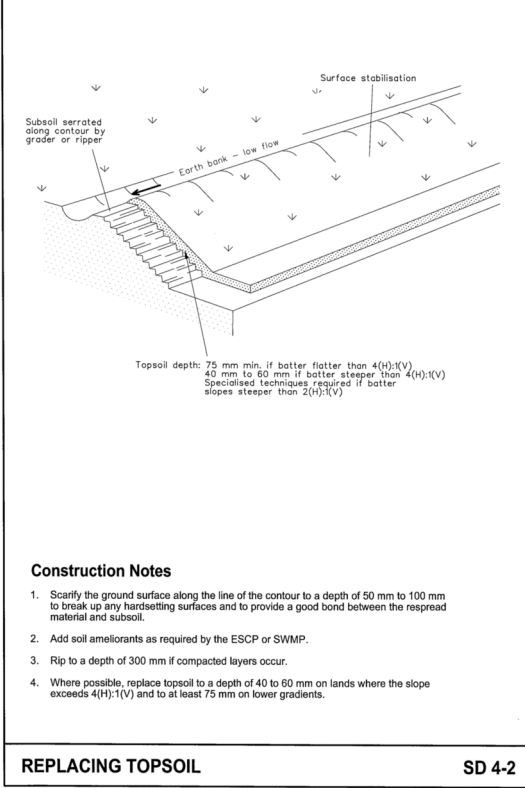 Surface stabilisation
Subsoil serrated
along contour by
grader or ripper
Earth bank – low flow
Topsoil depth: 75 mm min. if batter flatter than 4(H):1(V)
40 mm to 60 mm if batter steeper than 4(H):1(V)
Specialised techniques required if batter
slopes steeper than 2(H):1(V)
Construction Notes
1. Scarify the ground surface along the line of the contour to a depth of 50 mm to 100 mm
to break up any hardsetting surfaces and to provide a good bond between the respread
material and subsoil.
2. Add soil ameliorants as required by the ESCP or SWMP.
3. Rip to a depth of 300 mm if compacted layers occur.
4. Where possible, replace topsoil to a depth of 40 to 60 mm on lands where the slope
exceeds 4(H):1(V) and to at least 75 mm on lower gradients.
REPLACING TOPSOIL SD 4-2